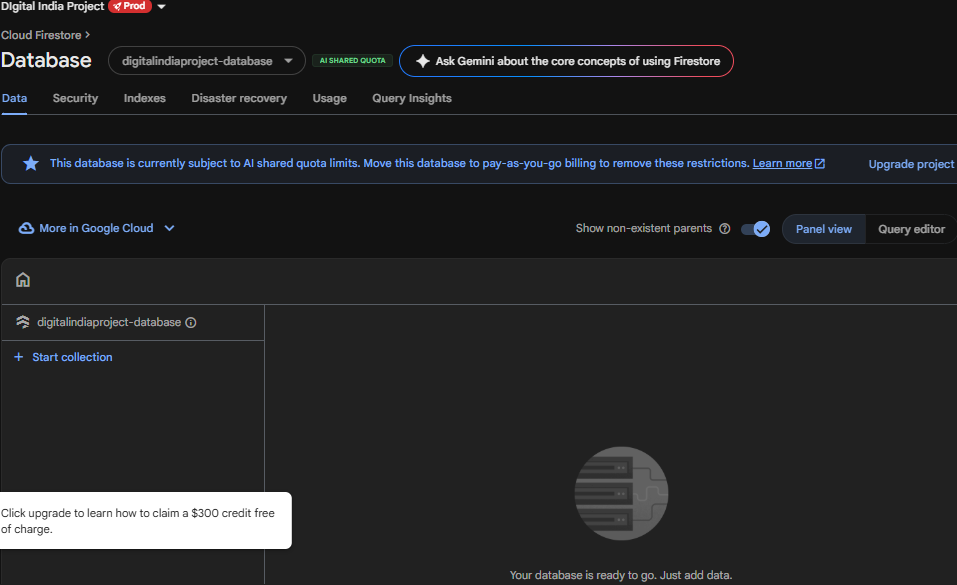 Digital India Project Prod
Cloud Firestore
Database digitalindiaproject-database AI SHARED QUOTA Ask Gemini about the core concepts of using Firestore
Data Security Indexes Disaster recovery Usage Query Insights
This database is currently subject to AI shared quota limits. Move this database to pay-as-you-go billing to remove these restrictions. Learn more Upgrade project
More in Google Cloud Show non-existent parents Panel view Query editor
digitalindiaproject-database
+ Start collection
Click upgrade to learn how to claim a $300 credit free
of charge.
Your database is ready to go. Just add data.